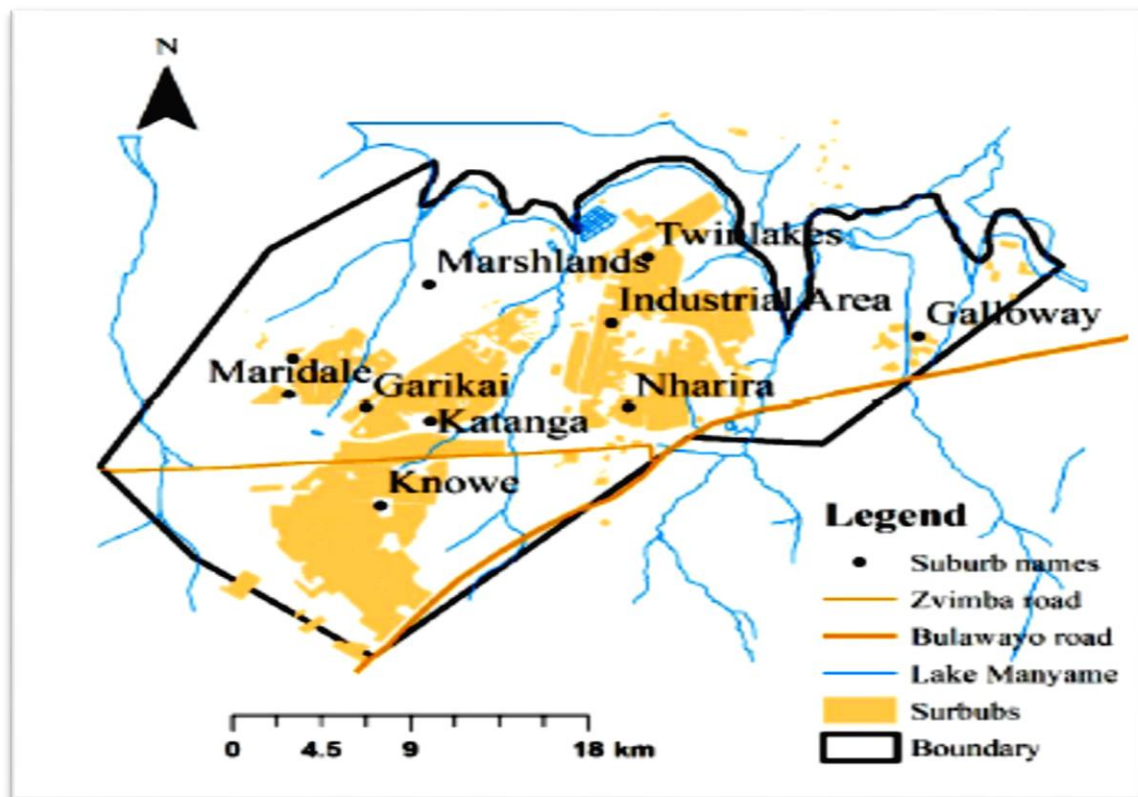 N
Twinlakes
Marshlands
Industrial Area
Galloway
Maridale
Garikai
Nharira
Katanga
Knowe
Legend
Suburb names
Zvimba road
Bulawayo road
Lake Manyame
Surbubs
Boundary
0 4.5 9 18 km